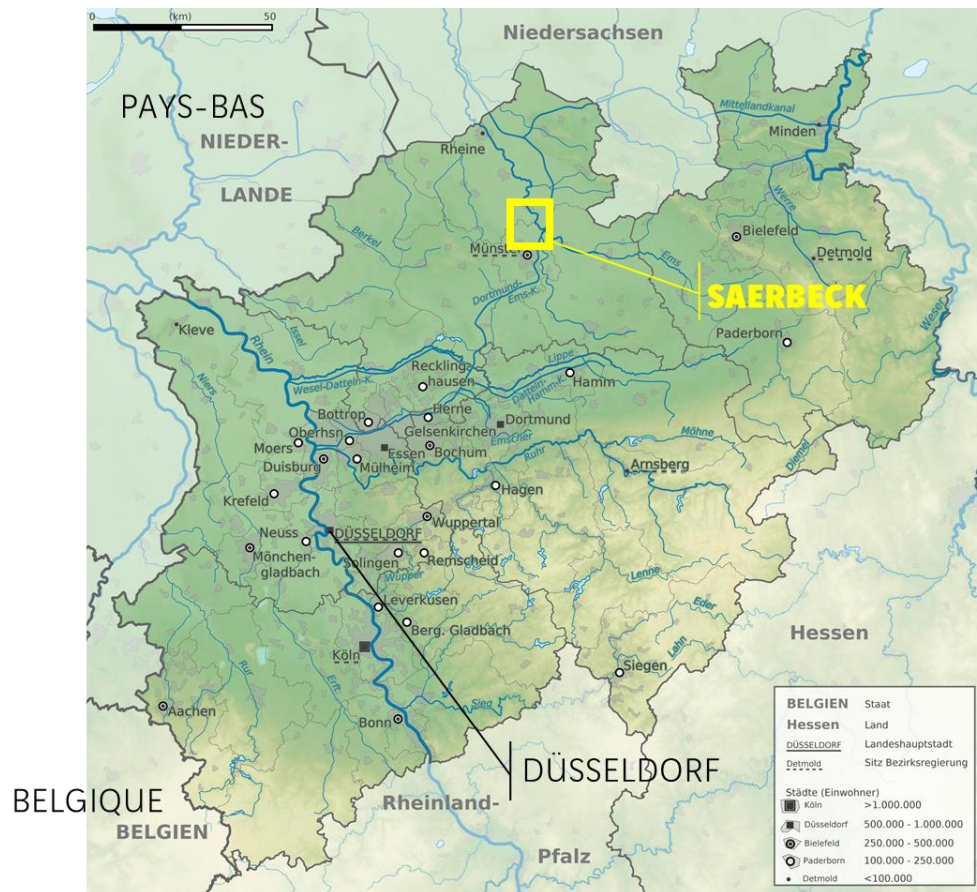 0 (km) 50
Niedersachsen
PAYS-BAS
NIEDER-
LANDE
Mittellandkanal
Minden
Rheine
Werre
Berkel
Münster
Bielefeld
Ems
Detmold
Dortmund-
Ems-K.
SAERBECK
Weser
Kleve
Issel
Rhein
Paderborn
Niers
Reckling-
hausen
Lippe
Wesel-Datteln-K.
Datteln-
Hamm-K.
Hamm
Bottrop
Herne
Dortmund
Oberhsn
Gelsenkirchen
Emscher
Möhne
Moers
Essen
Bochum
Ruhr
Diemel
Duisburg
Mülheim
Arnsberg
Krefeld
Hagen
Neuss
DÜSSELDORF
Wuppertal
Mönchen-
gladbach
Solingen
Remscheid
Wupper
Lenne
Leverkusen
Eder
Berg. Gladbach
Hessen
Köln
Lahn
Rur
Erft
Siegen
Sieg
Aachen
Bonn
DÜSSELDORF
BELGIQUE
BELGIEN
Rheinland-
Pfalz
BELGIEN Staat
Hessen Land
DÜSSELDORF Landeshauptstadt
Detmold Sitz Bezirksregierung
Städte (Einwohner)
Köln >1.000.000
Düsseldorf 500.000 - 1.000.000
Bielefeld 250.000 - 500.000
Paderborn 100.000 - 250.000
Detmold <100.000